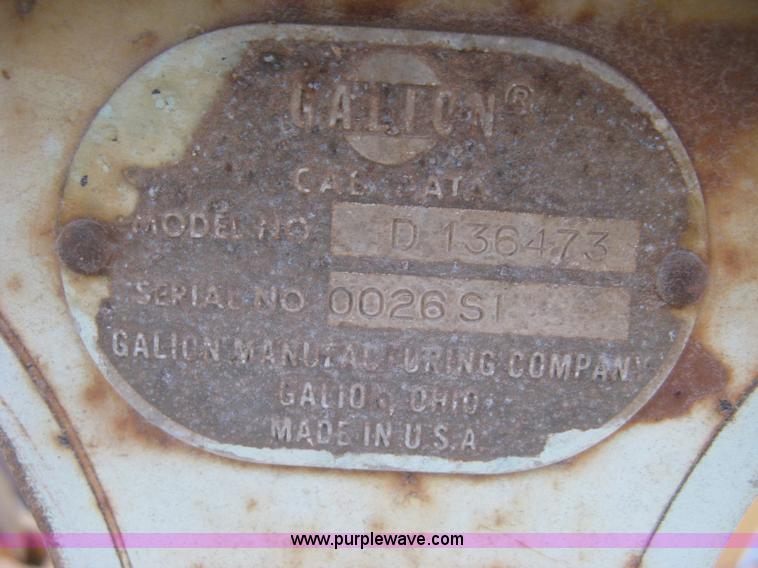 GALION®
CAB DATA
MODEL NO. D 136473
SERIAL NO. 0026 SI
GALION MANUFACTURING COMPANY
GALION, OHIO
MADE IN U.S.A.
www.purplewave.com